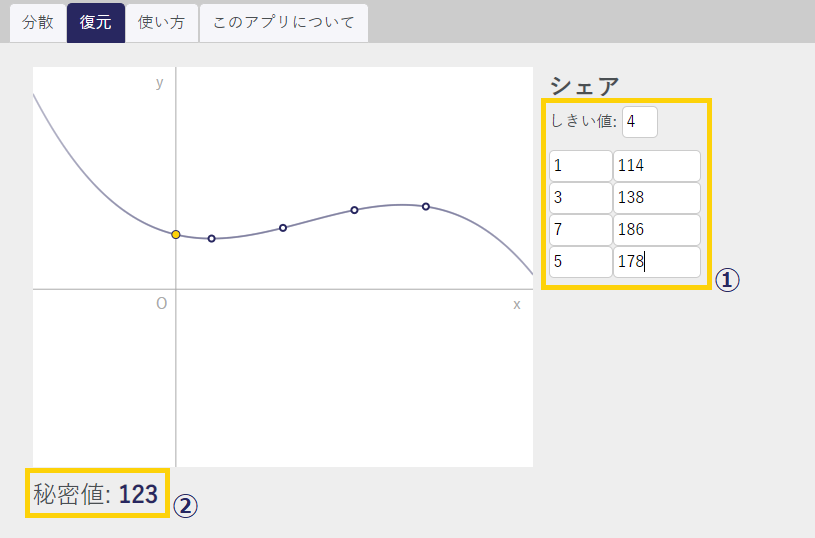 分散 復元 使い方 このアプリについて
y
O
x
シェア
しきい値: 4
1 114
3 138
7 186
5 178
①
秘密値: 123
②